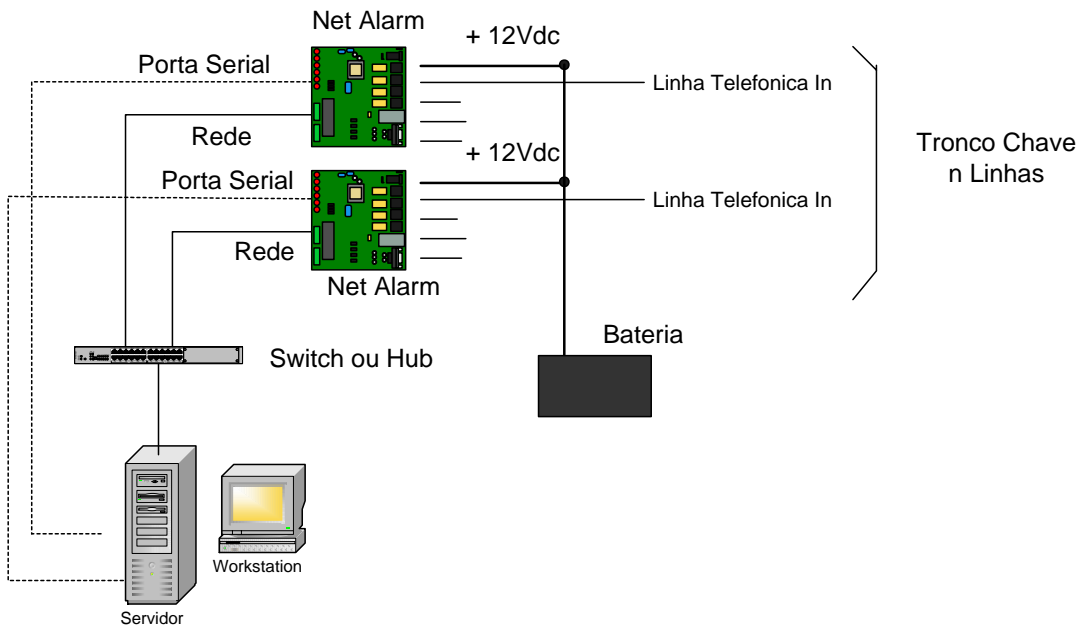 Net Alarm
+ 12Vdc
Porta Serial
Linha Telefonica In
Rede
+ 12Vdc
Tronco Chave
n Linhas
Porta Serial
Linha Telefonica In
Rede
Net Alarm
Bateria
Switch ou Hub
Workstation
Servidor